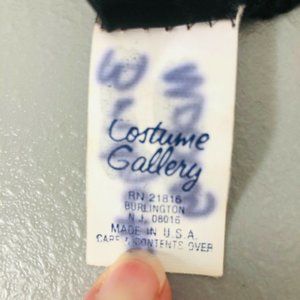 Costume
Gallery
RN 21816
BURLINGTON
N.J. 08016
MADE IN U.S.A.
CARE & CONTENTS OVER